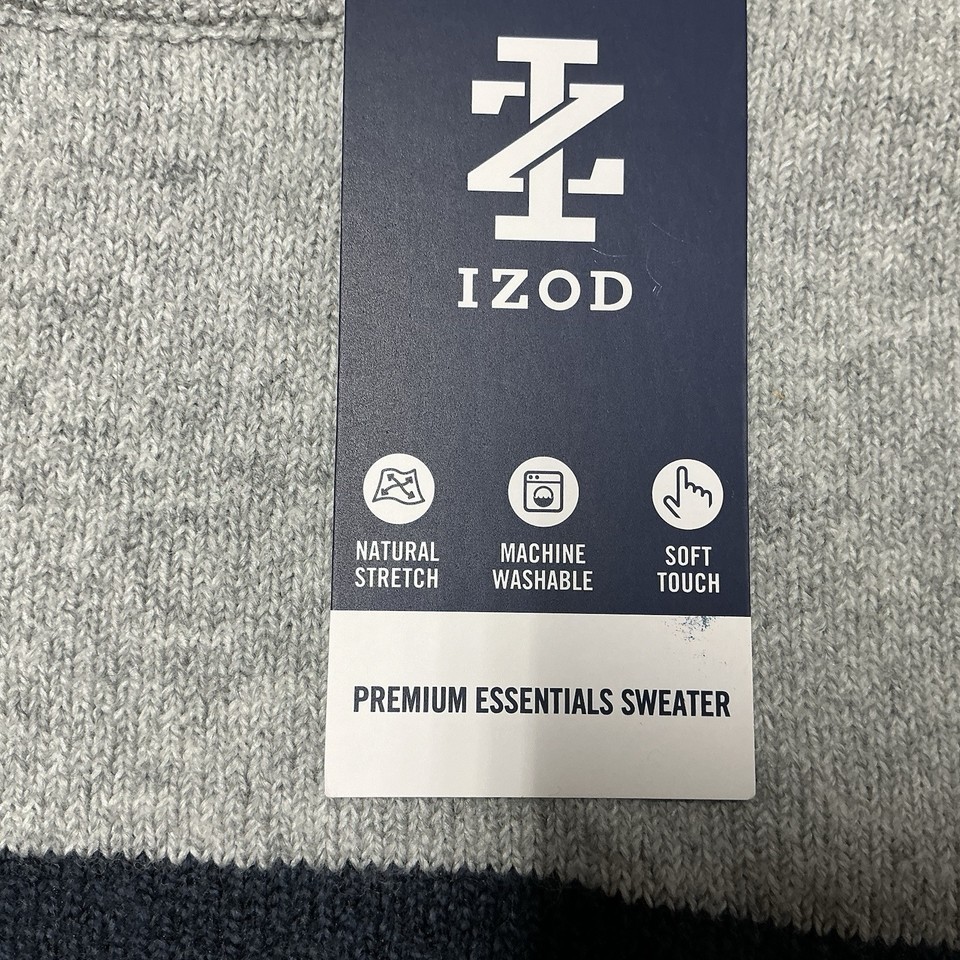 IZOD
NATURAL
STRETCH
MACHINE
WASHABLE
SOFT
TOUCH
PREMIUM ESSENTIALS SWEATER